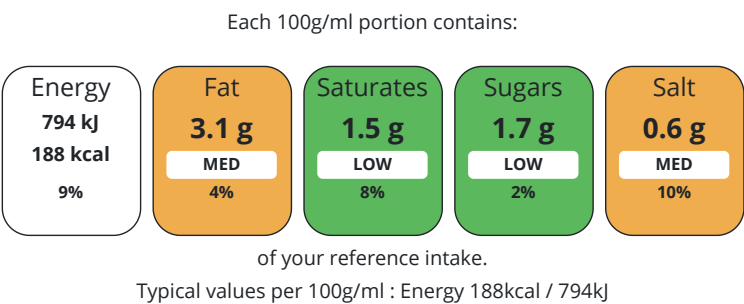 Each 100g/ml portion contains:
Energy
794 kJ
188 kcal
9%
Fat
3.1 g
MED
4%
Saturates
1.5 g
LOW
8%
Sugars
1.7 g
LOW
2%
Salt
0.6 g
MED
10%
of your reference intake.
Typical values per 100g/ml : Energy 188kcal / 794kJ